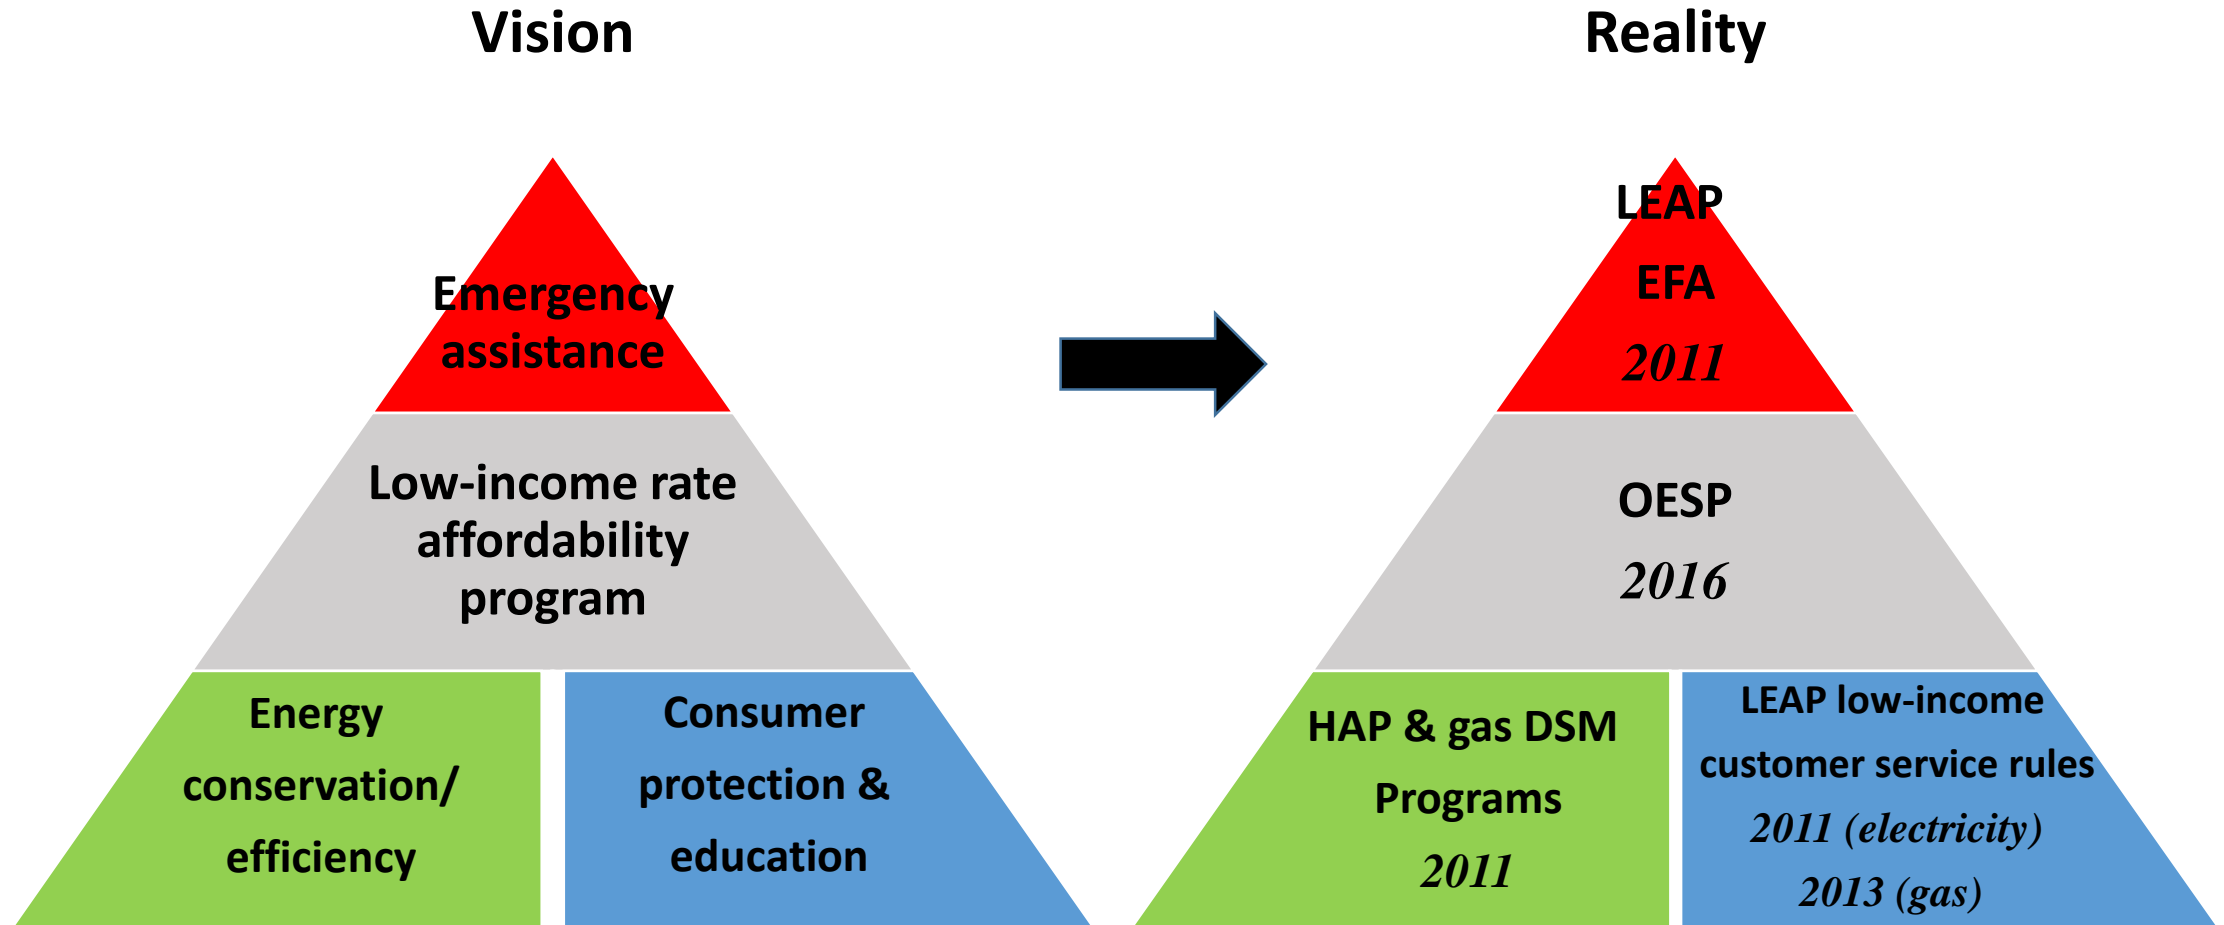 Vision
Emergency
assistance
Low-income rate
affordability
program
Energy
conservation/
efficiency
Consumer
protection &
education
Reality
LEAP
EFA
2011
OESP
2016
HAP & gas DSM
Programs
2011
LEAP low-income
customer service rules
2011 (electricity)
2013 (gas)